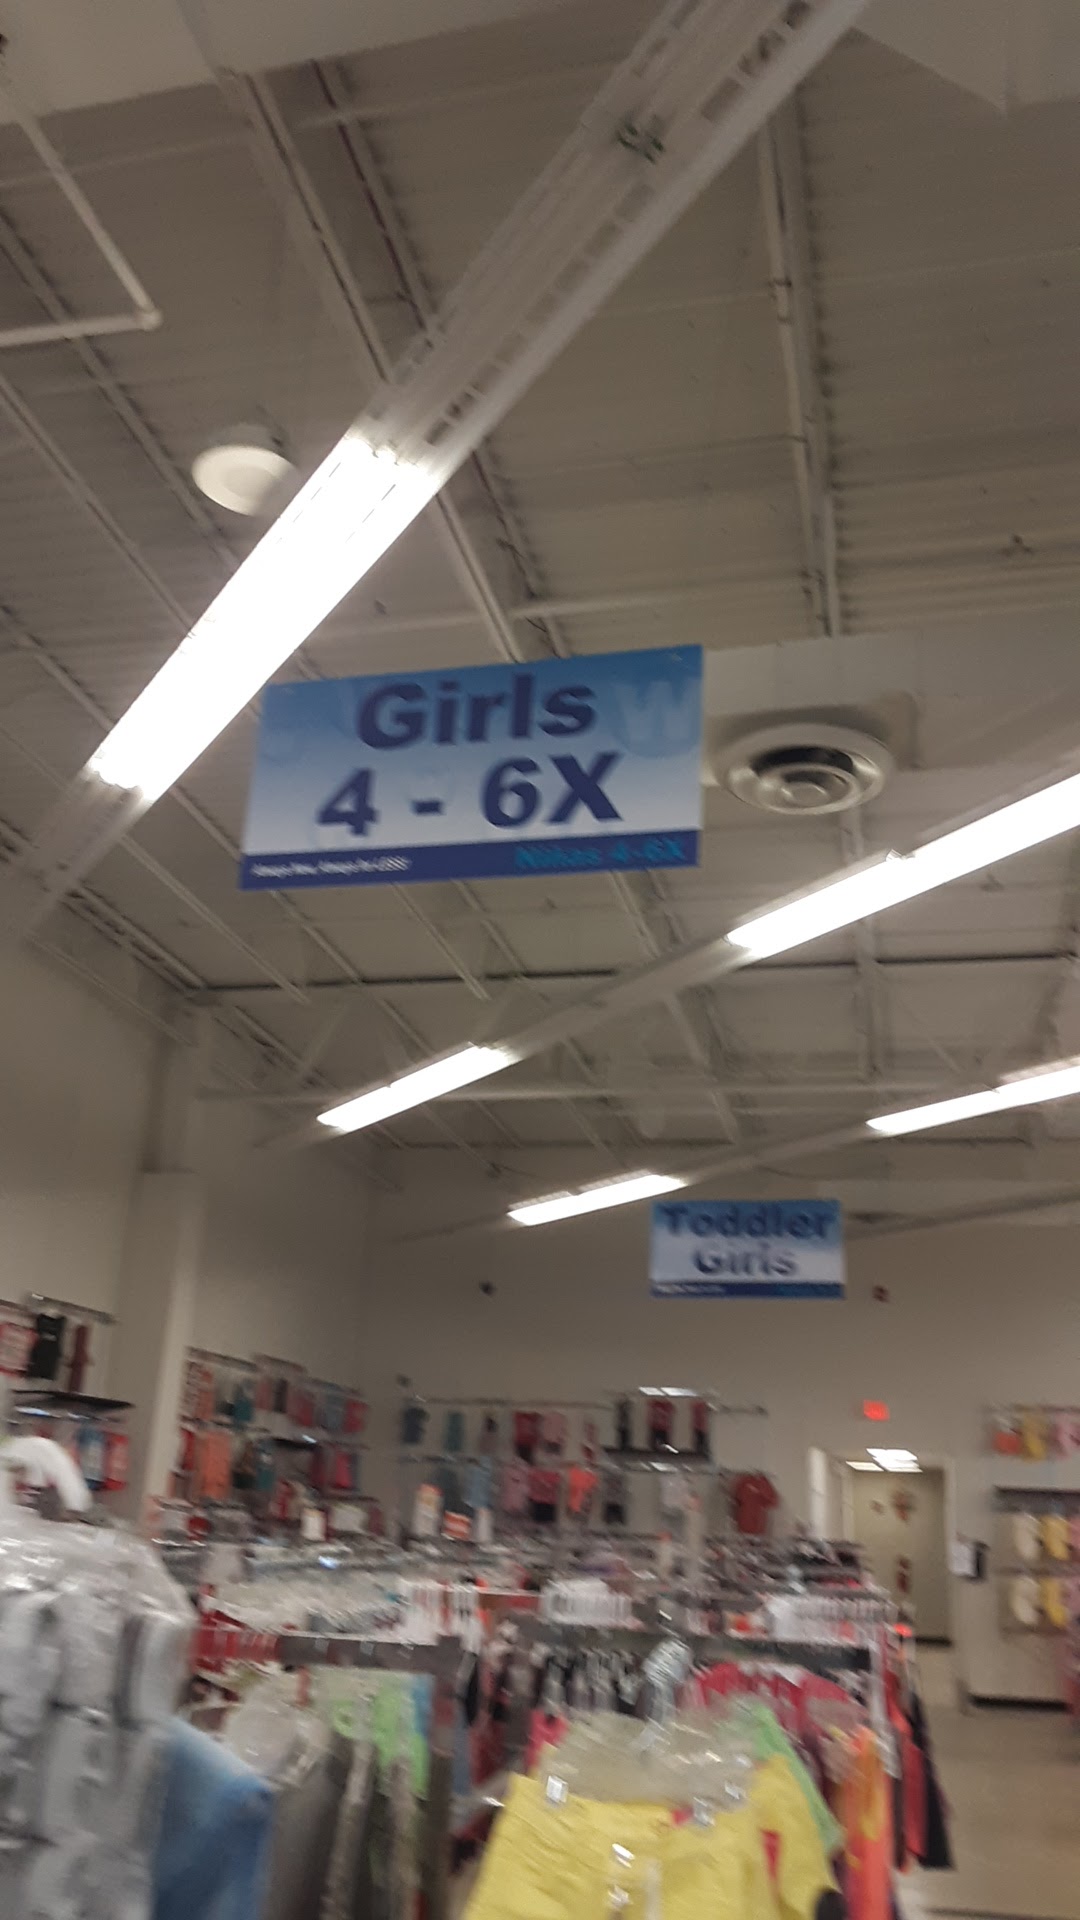 Girls
4 - 6X
Niñas 4-6X
Toddler
Girls